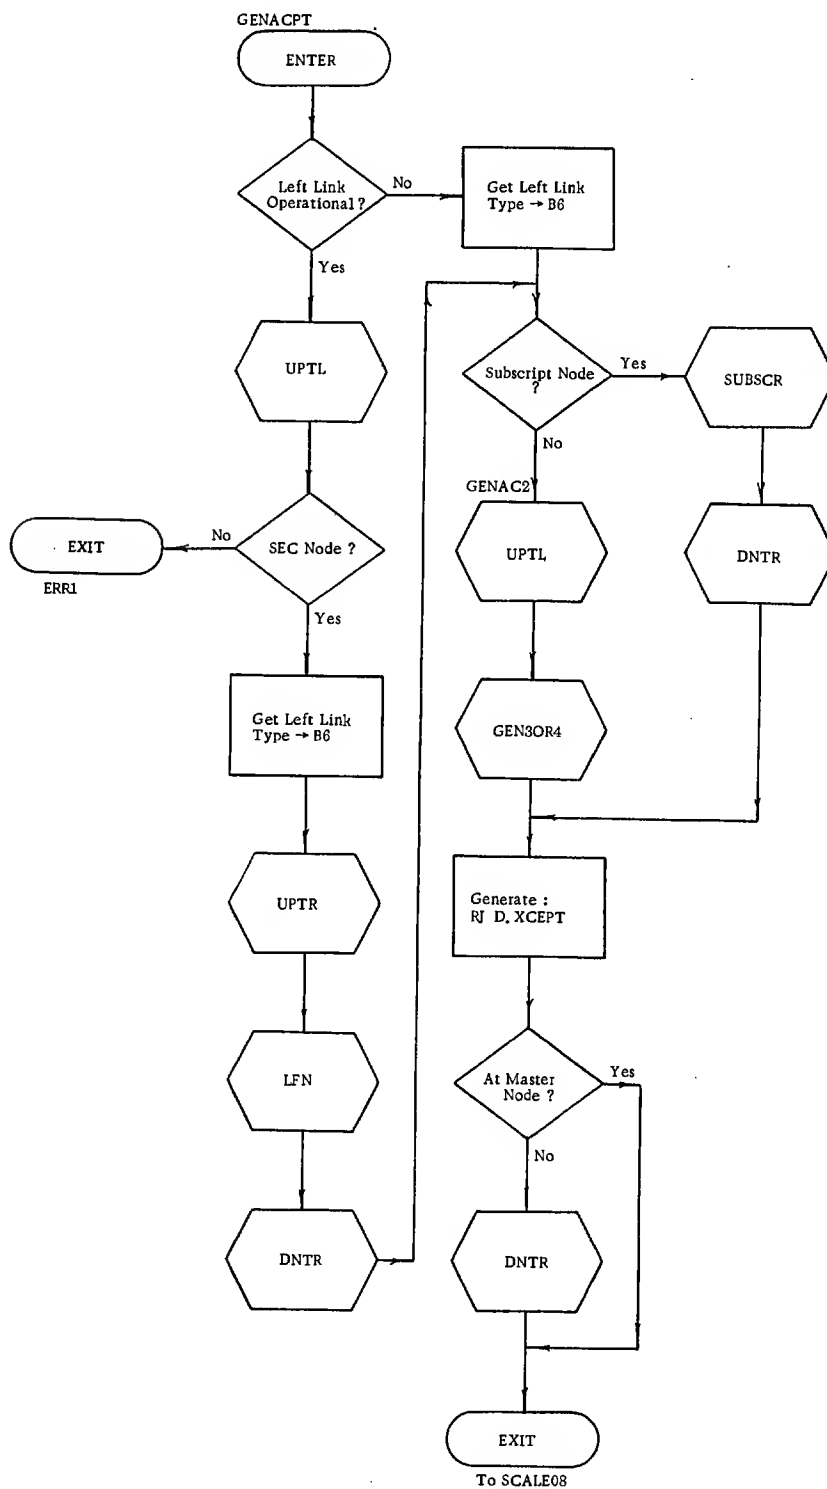 GENACPT
ENTER
Left Link
Operational ?
No
Get Left Link
Type → B6
Yes
UPTL
Subscript Node
?
Yes
SUBSCR
No
GENAC2
UPTL
DNTR
SEC Node ?
No
EXIT
ERR1
Yes
Get Left Link
Type → B6
GEN3OR4
UPTR
Generate :
RJ D. XCEPT
LFN
At Master
Node ?
Yes
No
DNTR
DNTR
EXIT
To SCALE08